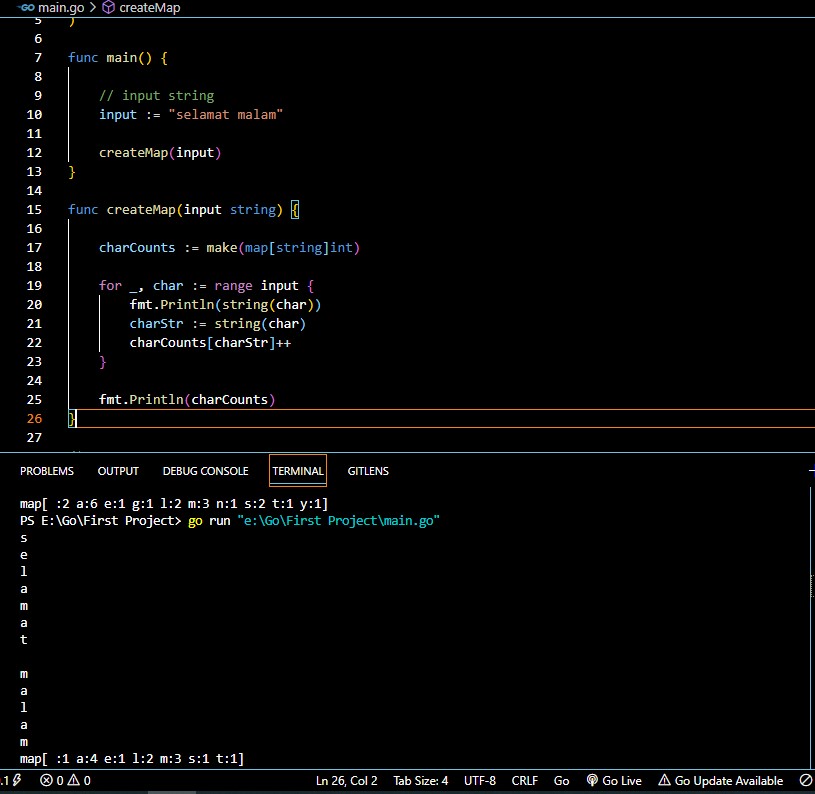 GO main.go > createMap
5 )
6
7 func main() {
8
9 // input string
10 input := "selamat malam"
11
12 createMap(input)
13 }
14
15 func createMap(input string) {
16
17 charCounts := make(map[string]int)
18
19 for _, char := range input {
20 fmt.Println(string(char))
21 charStr := string(char)
22 charCounts[charStr]++
23 }
24
25 fmt.Println(charCounts)
26 }
27
PROBLEMS OUTPUT DEBUG CONSOLE TERMINAL GITLENS
map[ :2 a:6 e:1 g:1 l:2 m:3 n:1 s:2 t:1 y:1]
PS E:\Go\First Project> go run "e:\Go\First Project\main.go"
s
e
l
a
m
a
t
m
a
l
a
m
map[ :1 a:4 e:1 l:2 m:3 s:1 t:1]
.1 0 0 Ln 26, Col 2 Tab Size: 4 UTF-8 CRLF Go Go Live Go Update Available